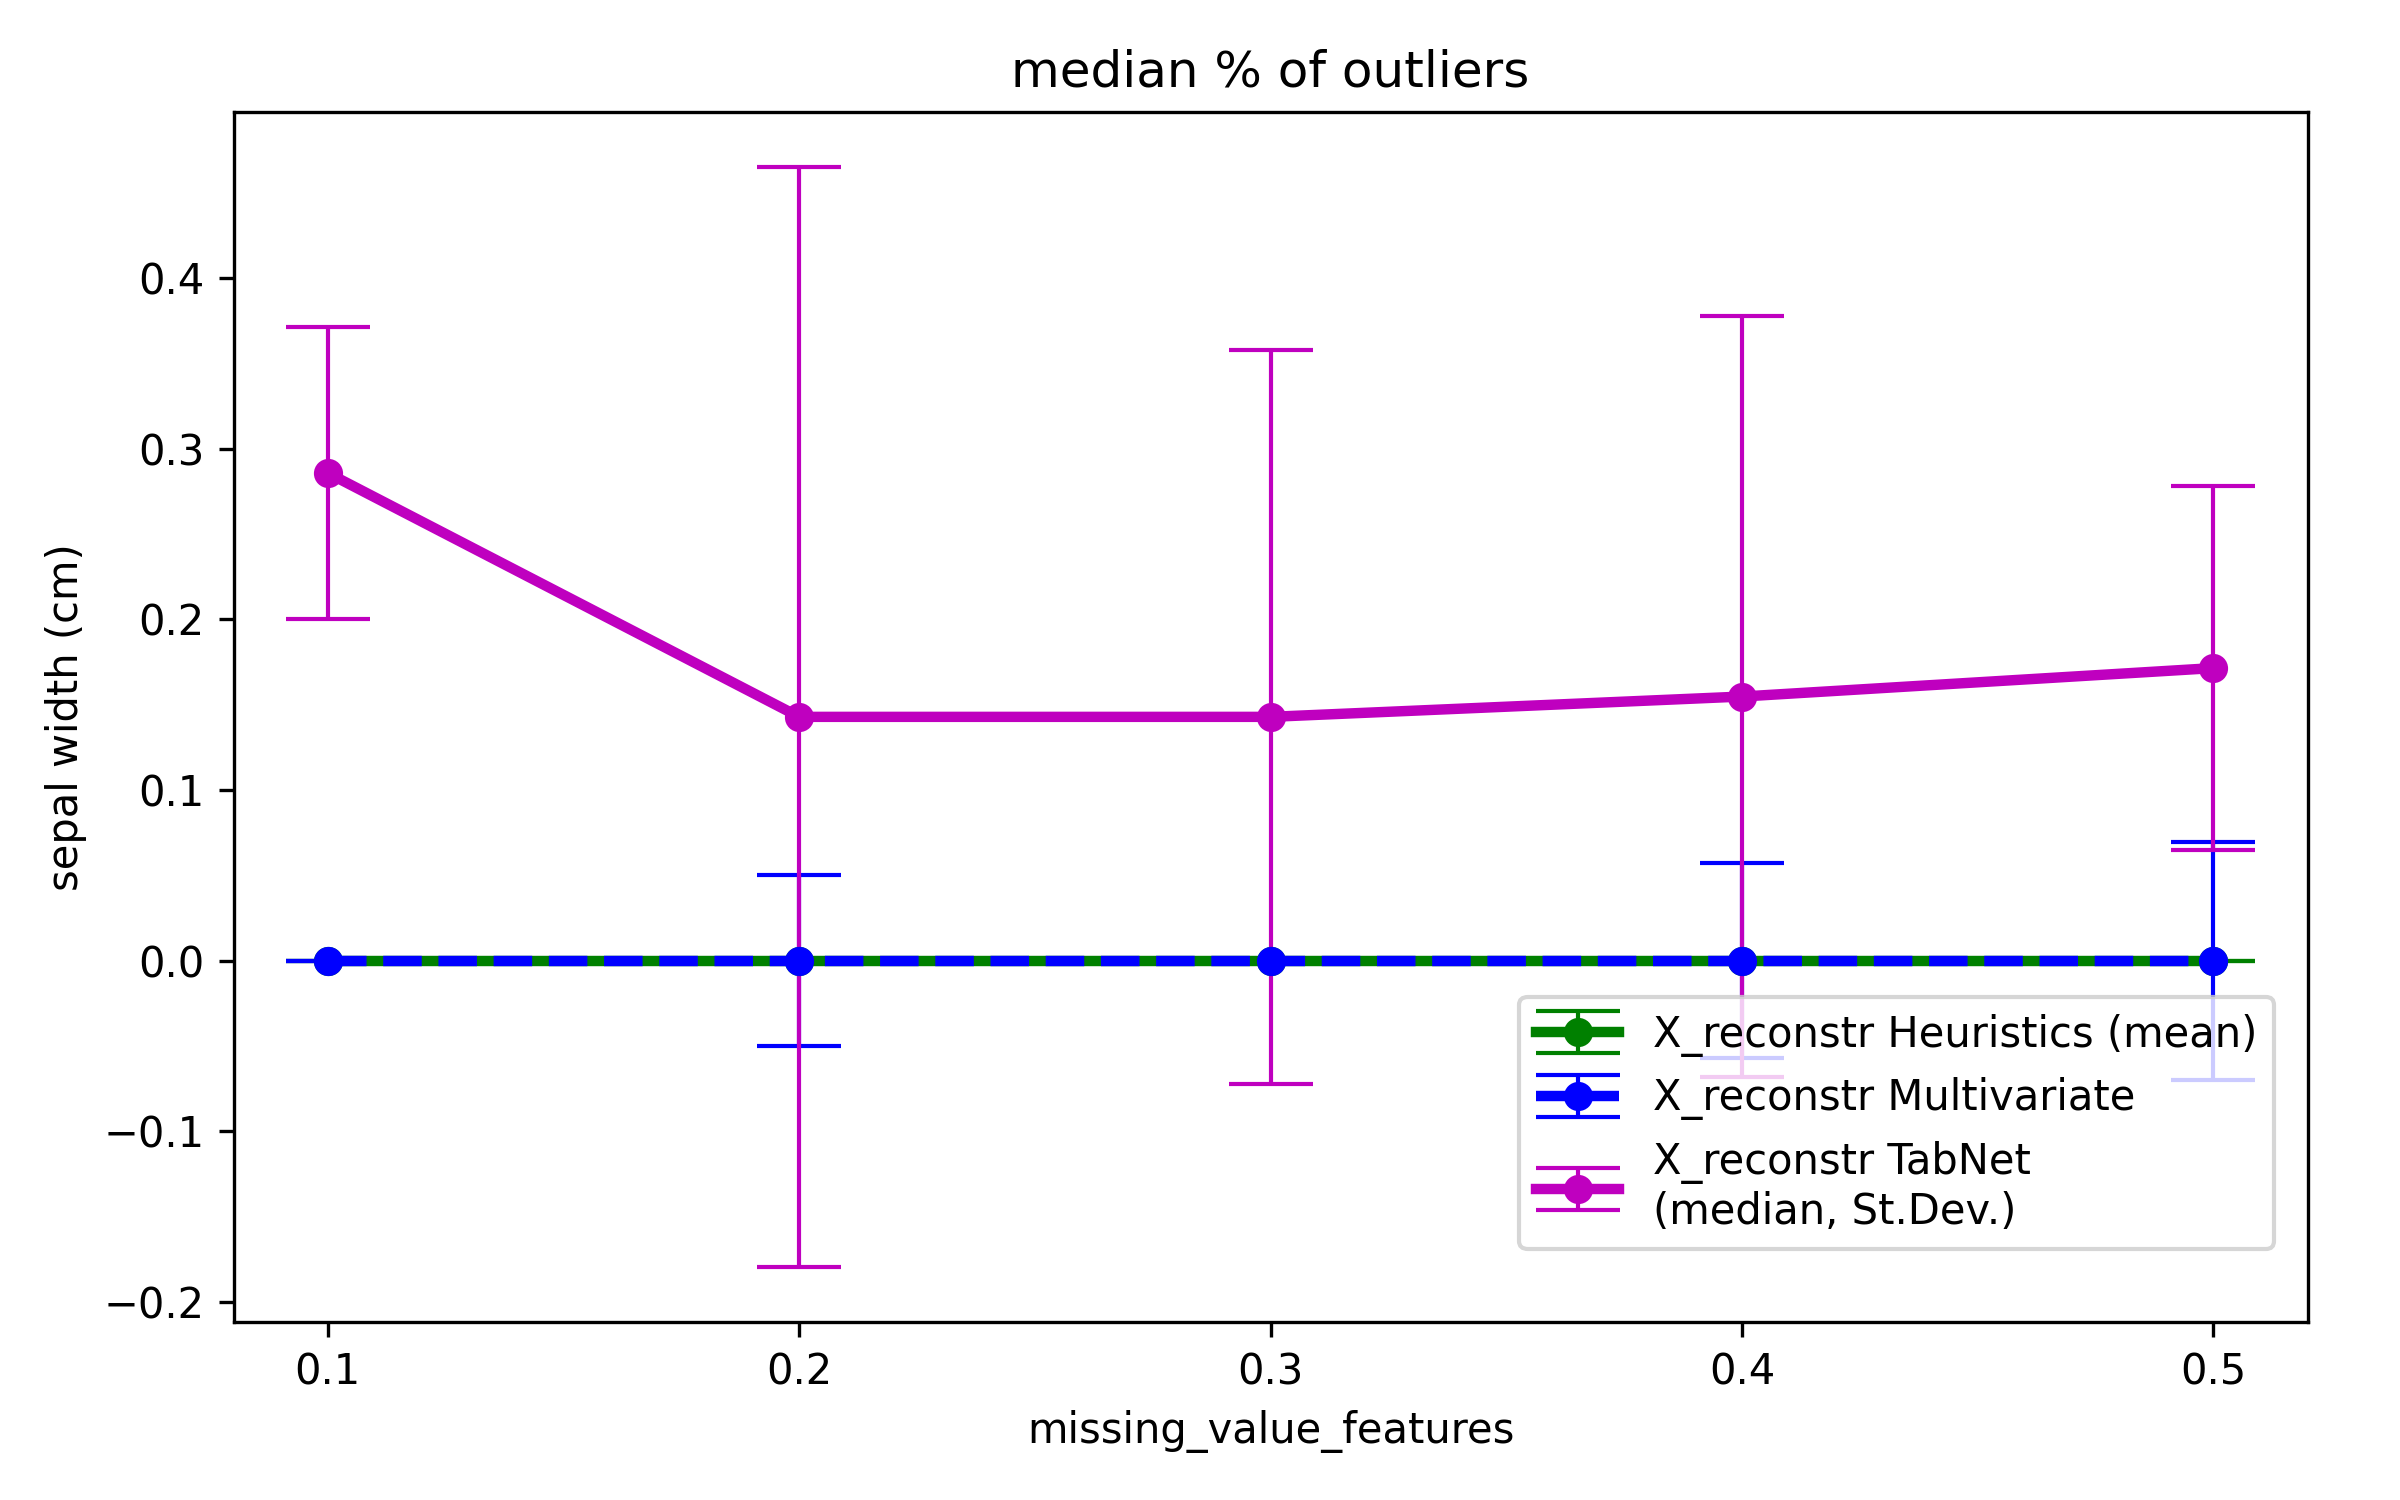 median % of outliers
sepal width (cm)
0.4
0.3
0.2
0.1
0.0
−0.1
−0.2
X_reconstr Heuristics (mean)
X_reconstr Multivariate
X_reconstr TabNet
(median, St.Dev.)
0.1 0.2 0.3 0.4 0.5
missing_value_features